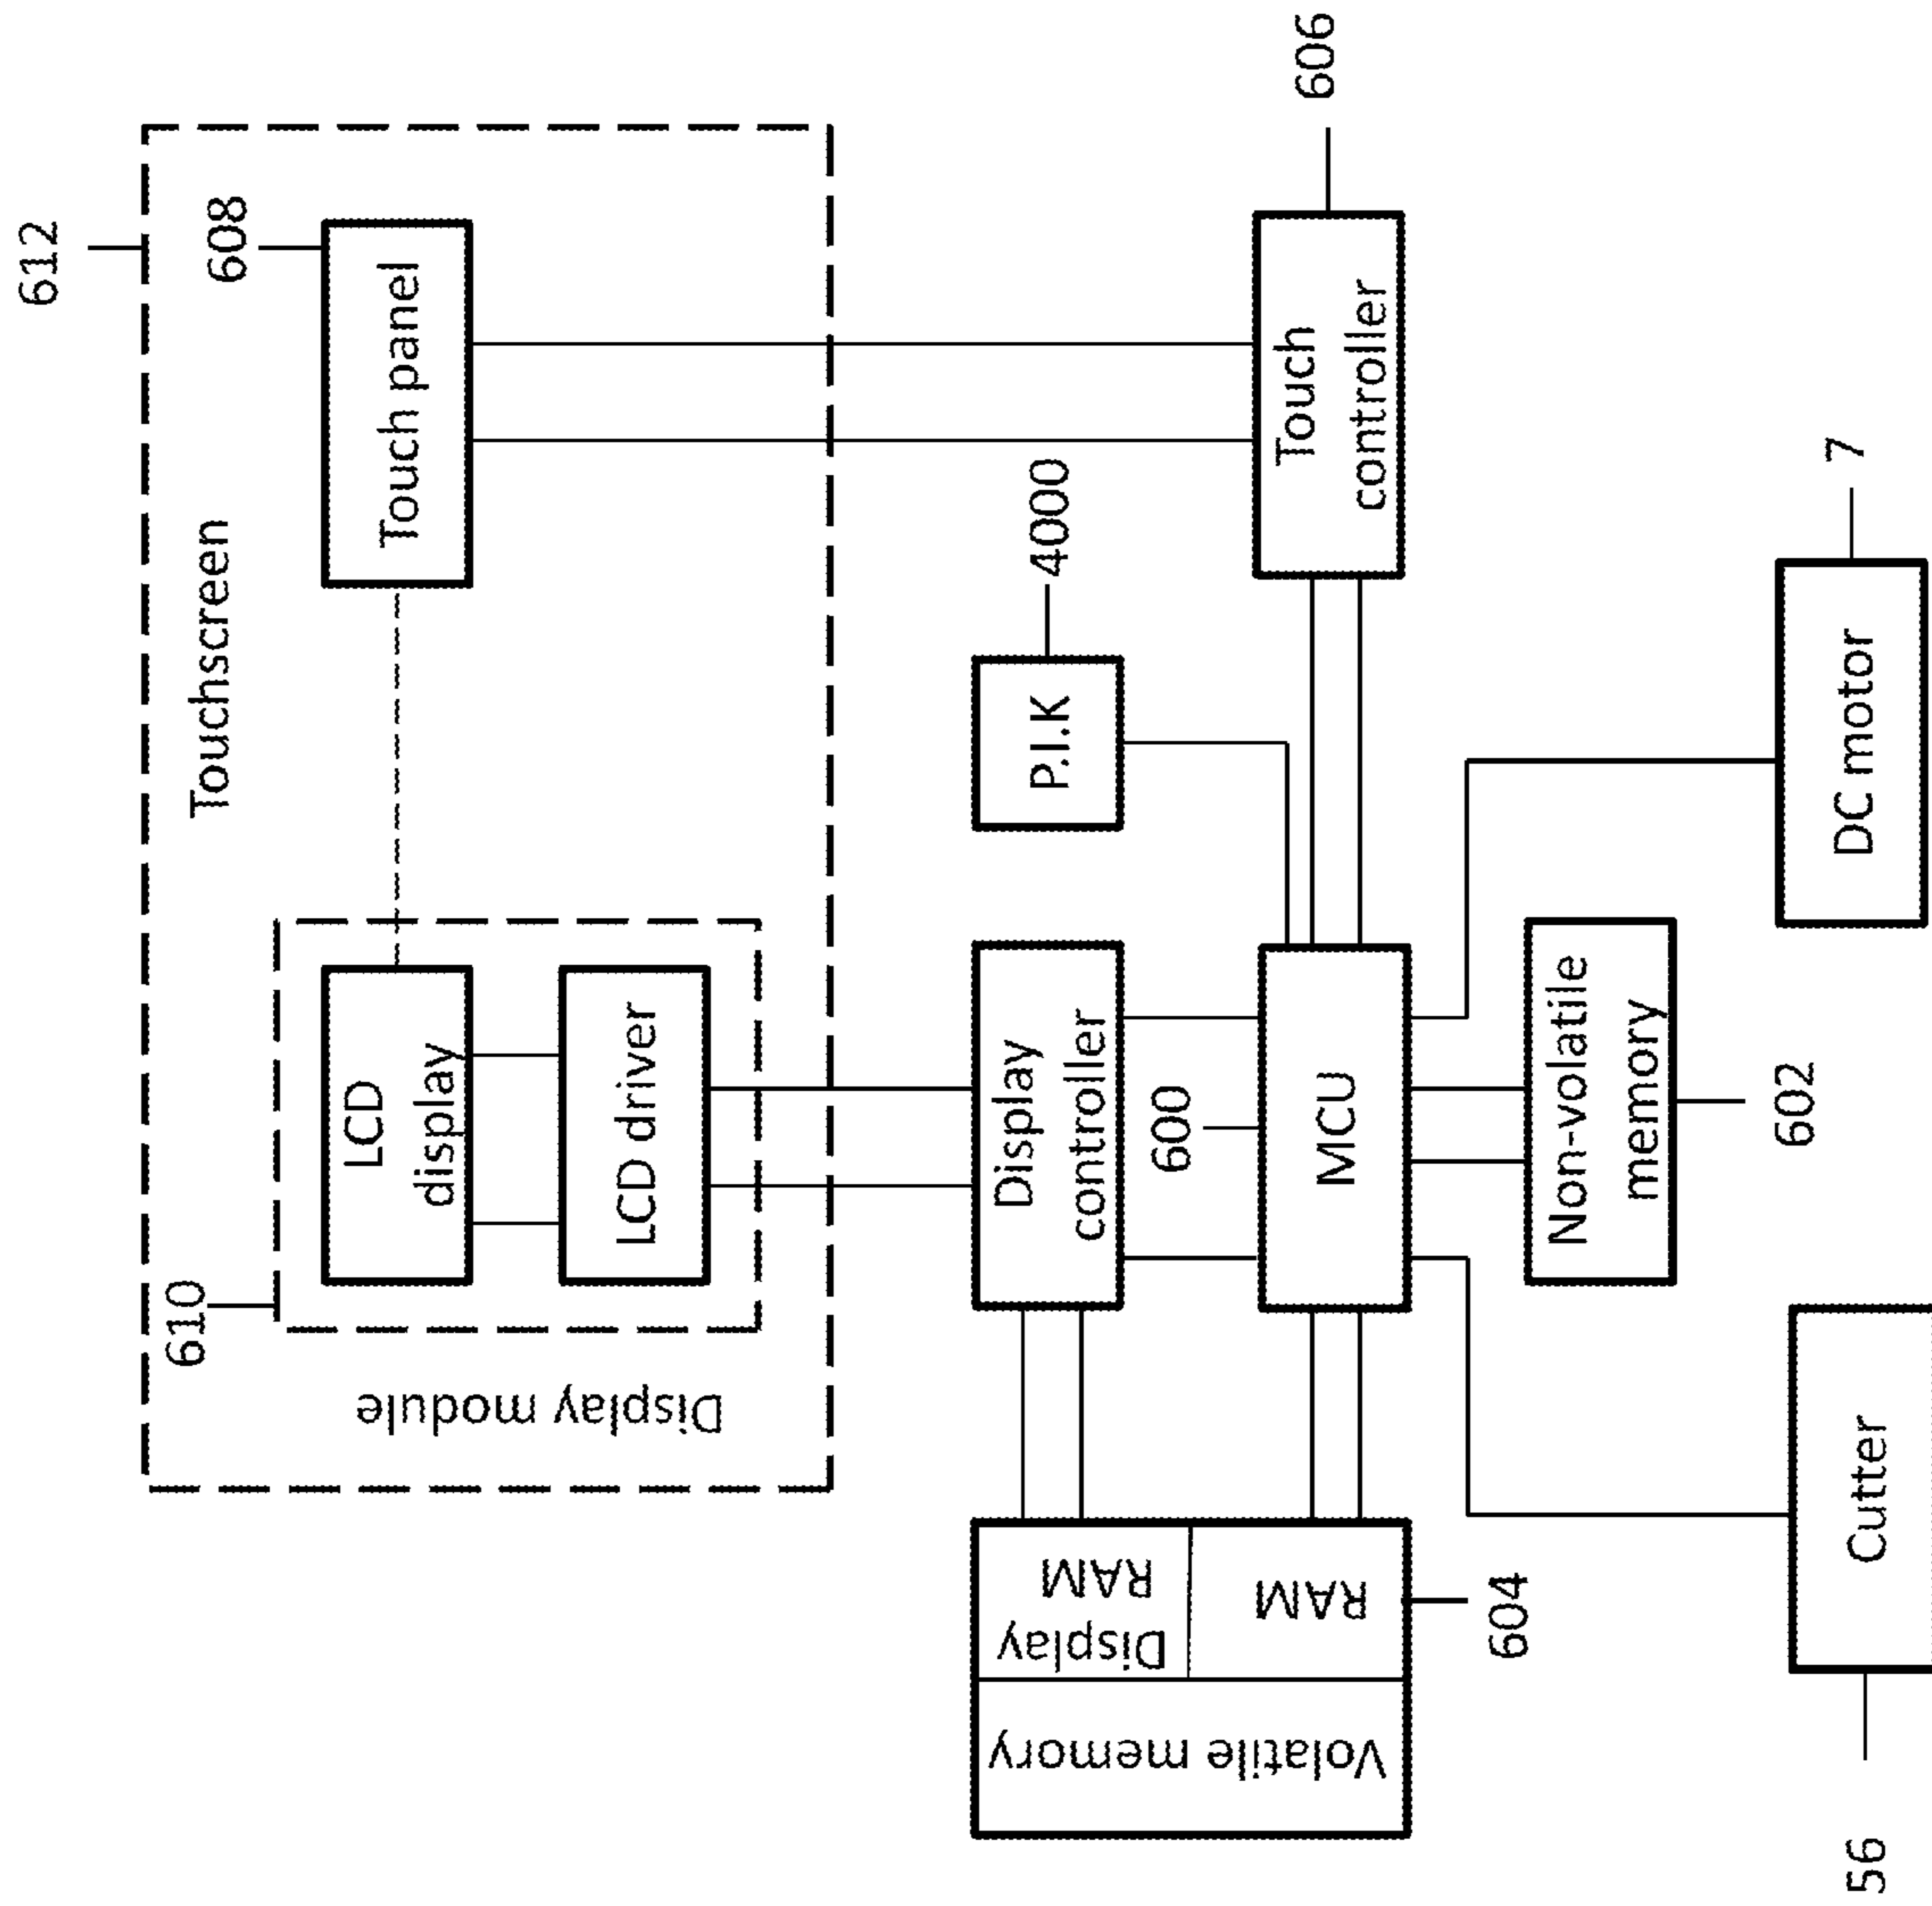 612
Touchscreen
608
Touch panel
610
LCD
display
LCD driver
Display module
4000
P.I.K
606
Touch
controller
Display
controller
600
MCU
Display
RAM
RAM
Volatile memory
604
Non-volatile
memory
602
7
DC motor
Cutter
56